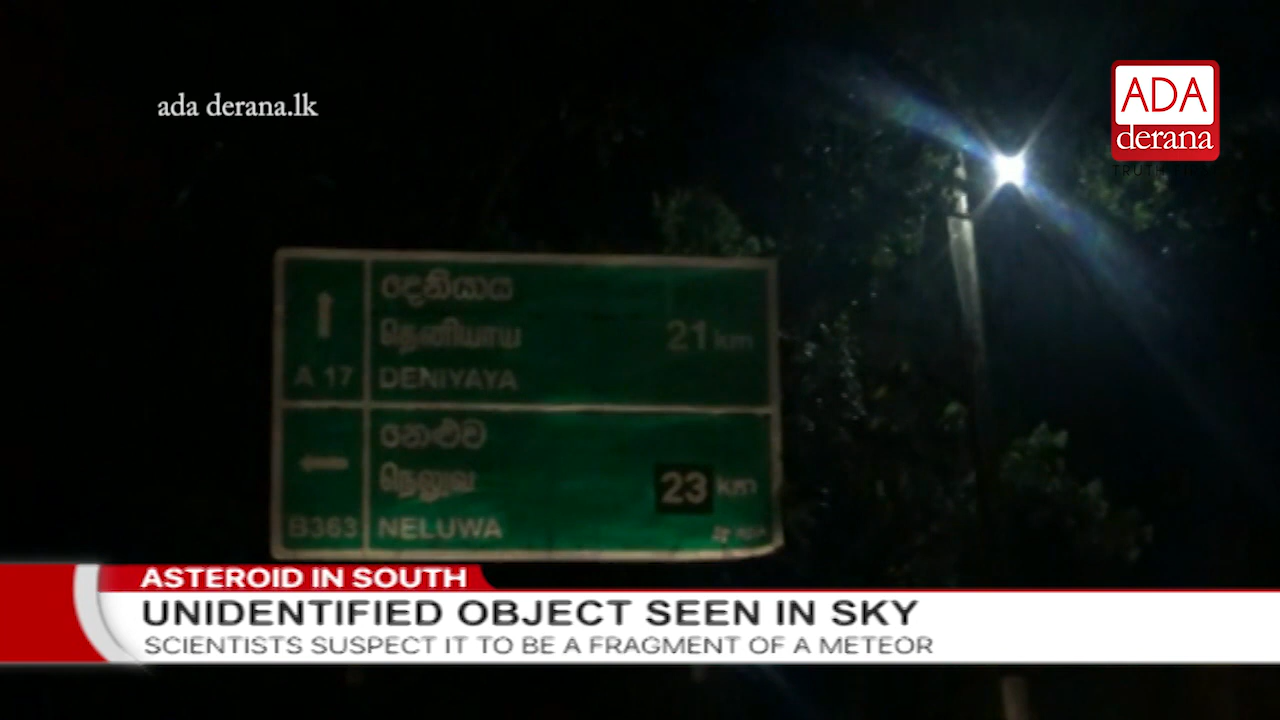 ada derana.lk
ADA
derana
දෙනියාය
தெனியாய
21 km
A 17
DENIYAYA
නෙළුව
நெலுவ
23 km
B363
NELUWA
ASTEROID IN SOUTH
UNIDENTIFIED OBJECT SEEN IN SKY
SCIENTISTS SUSPECT IT TO BE A FRAGMENT OF A METEOR